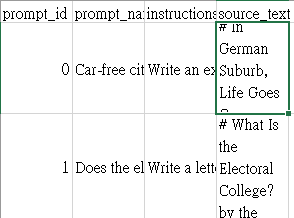 prompt_id prompt_na instructions source_text
# In
German
Suburb,
Life Goes
0 Car-free cit Write an ex
# What Is
the
Electoral
College?
by the
1 Does the el Write a lette